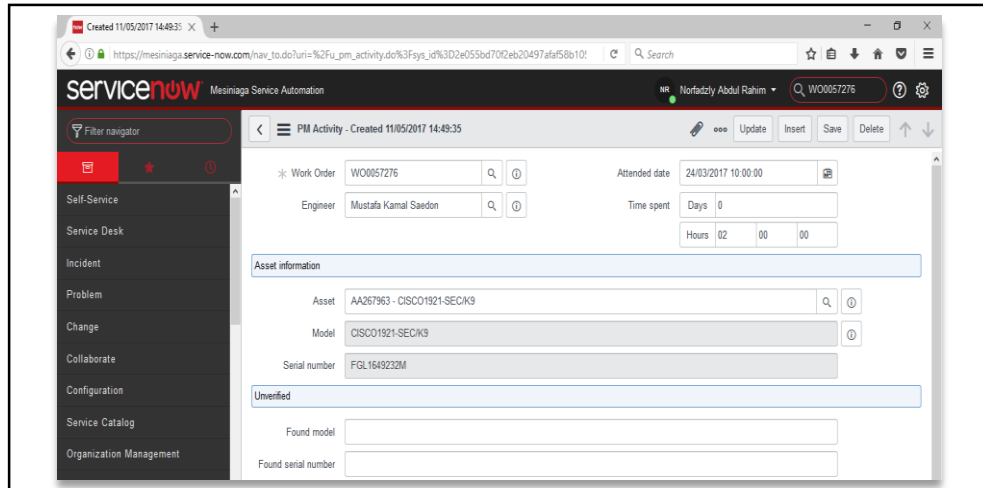 Created 11/05/2017 14:49:35
https://mesiniaga.service-now.com/nav_to.do?uri=%2Fu_pm_activity.do%3Fsys_id%3D2e055bd70f2eb20497afaf58b10!
Search
servicenow Mesiniaga Service Automation
NR Norfadzly Abdul Rahim
WO0057276
Filter navigator
PM Activity - Created 11/05/2017 14:49:35
Update Insert Save Delete
Self-Service
Service Desk
Incident
Problem
Change
Collaborate
Configuration
Service Catalog
Organization Management
Work Order WO0057276
Attended date 24/03/2017 10:00:00
Engineer Mustafa Kamal Saedon
Time spent Days 0
Hours 02 00 00
Asset information
Asset AA267963 - CISCO1921-SEC/K9
Model CISCO1921-SEC/K9
Serial number FGL1649232M
Unverified
Found model
Found serial number